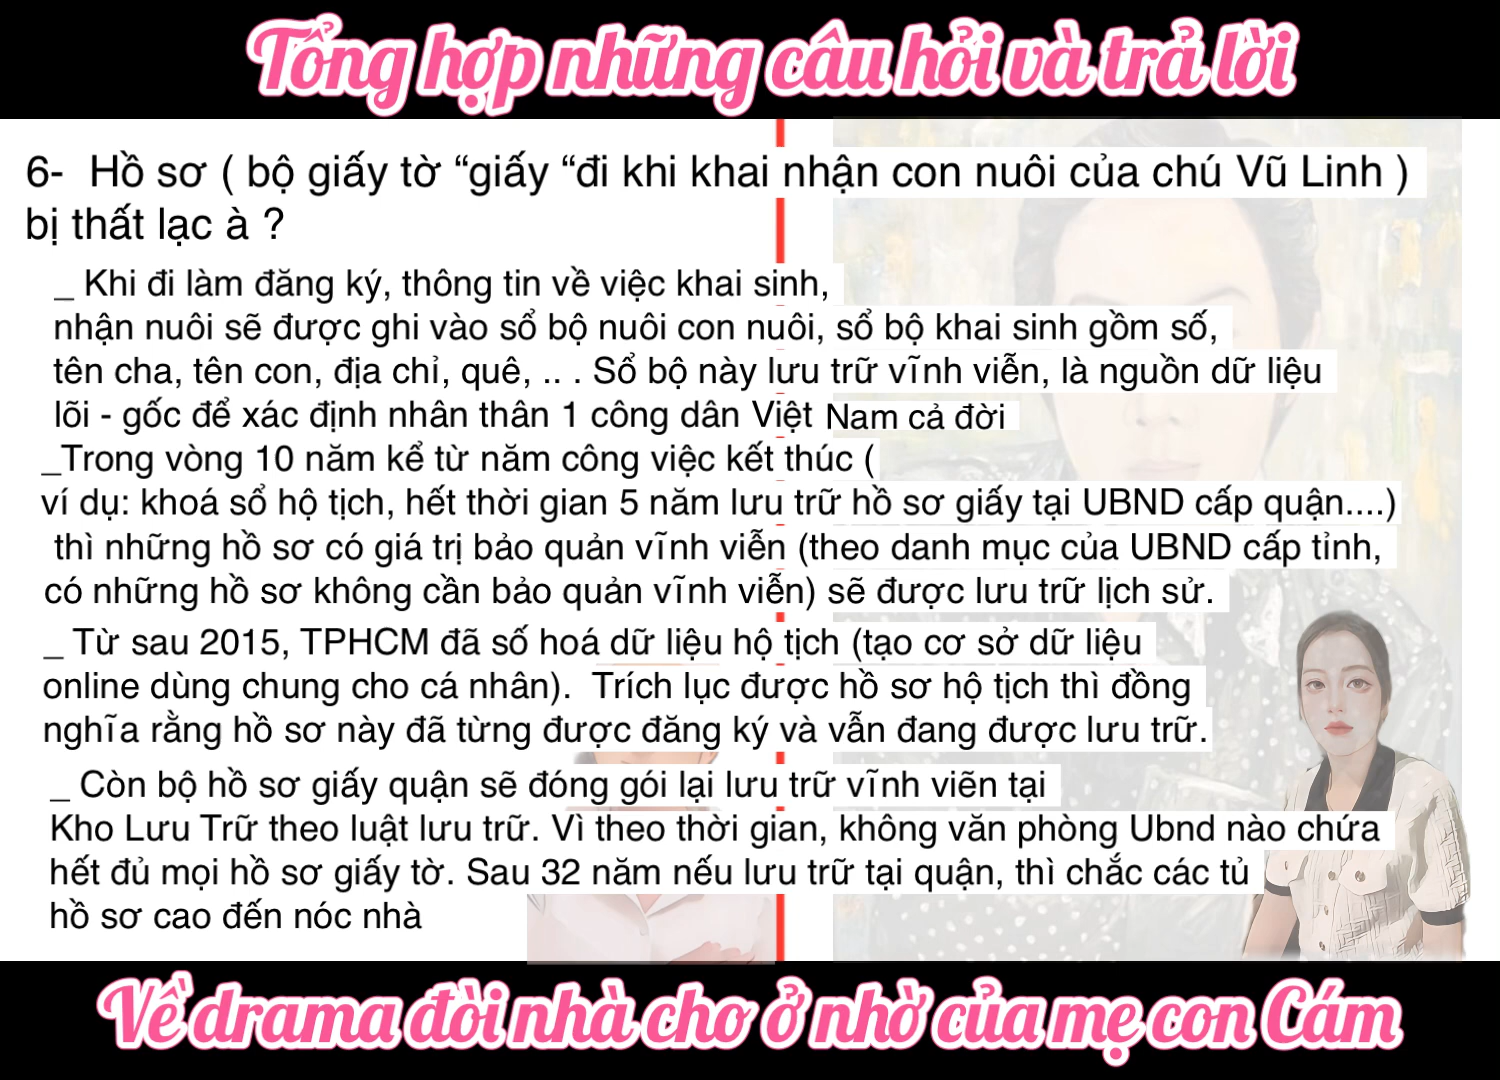 Tổng hợp những câu hỏi và trả lời
6- Hồ sơ ( bộ giấy tờ “giấy “đi khi khai nhận con nuôi của chú Vũ Linh )
bị thất lạc à ?
_ Khi đi làm đăng ký, thông tin về việc khai sinh,
nhận nuôi sẽ được ghi vào sổ bộ nuôi con nuôi, sổ bộ khai sinh gồm số,
tên cha, tên con, địa chỉ, quê, .. . Sổ bộ này lưu trữ vĩnh viễn, là nguồn dữ liệu
lõi - gốc để xác định nhân thân 1 công dân Việt Nam cả đời
_Trong vòng 10 năm kể từ năm công việc kết thúc (
ví dụ: khoá sổ hộ tịch, hết thời gian 5 năm lưu trữ hồ sơ giấy tại UBND cấp quận....)
thì những hồ sơ có giá trị bảo quản vĩnh viễn (theo danh mục của UBND cấp tỉnh,
có những hồ sơ không cần bảo quản vĩnh viễn) sẽ được lưu trữ lịch sử.
_ Từ sau 2015, TPHCM đã số hoá dữ liệu hộ tịch (tạo cơ sở dữ liệu
online dùng chung cho cá nhân). Trích lục được hồ sơ hộ tịch thì đồng
nghĩa rằng hồ sơ này đã từng được đăng ký và vẫn đang được lưu trữ.
_ Còn bộ hồ sơ giấy quận sẽ đóng gói lại lưu trữ vĩnh viẽn tại
Kho Lưu Trữ theo luật lưu trữ. Vì theo thời gian, không văn phòng Ubnd nào chứa
hết đủ mọi hồ sơ giấy tờ. Sau 32 năm nếu lưu trữ tại quận, thì chắc các tủ
hồ sơ cao đến nóc nhà
Về drama đòi nhà cho ở nhờ của mẹ con Cám